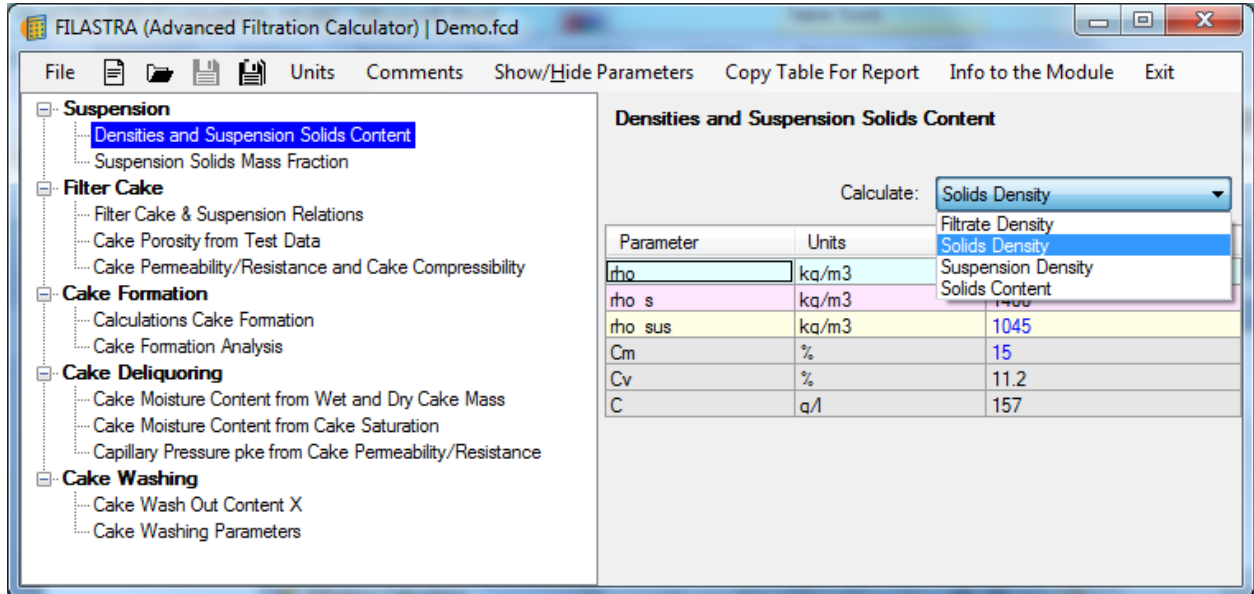 FILASTRA (Advanced Filtration Calculator) | Demo.fcd
File Units Comments Show/Hide Parameters Copy Table For Report Info to the Module Exit
Suspension
Densities and Suspension Solids Content
Suspension Solids Mass Fraction
Filter Cake
Filter Cake & Suspension Relations
Cake Porosity from Test Data
Cake Permeability/Resistance and Cake Compressibility
Cake Formation
Calculations Cake Formation
Cake Formation Analysis
Cake Deliquoring
Cake Moisture Content from Wet and Dry Cake Mass
Cake Moisture Content from Cake Saturation
Capillary Pressure pke from Cake Permeability/Resistance
Cake Washing
Cake Wash Out Content X
Cake Washing Parameters
Densities and Suspension Solids Content
Calculate: Solids Density
Filtrate Density
Solids Density
Suspension Density
Solids Content
Parameter Units
rho kg/m3
rho s kg/m3
rho sus kg/m3 1045
Cm % 15
Cv % 11.2
C g/l 157